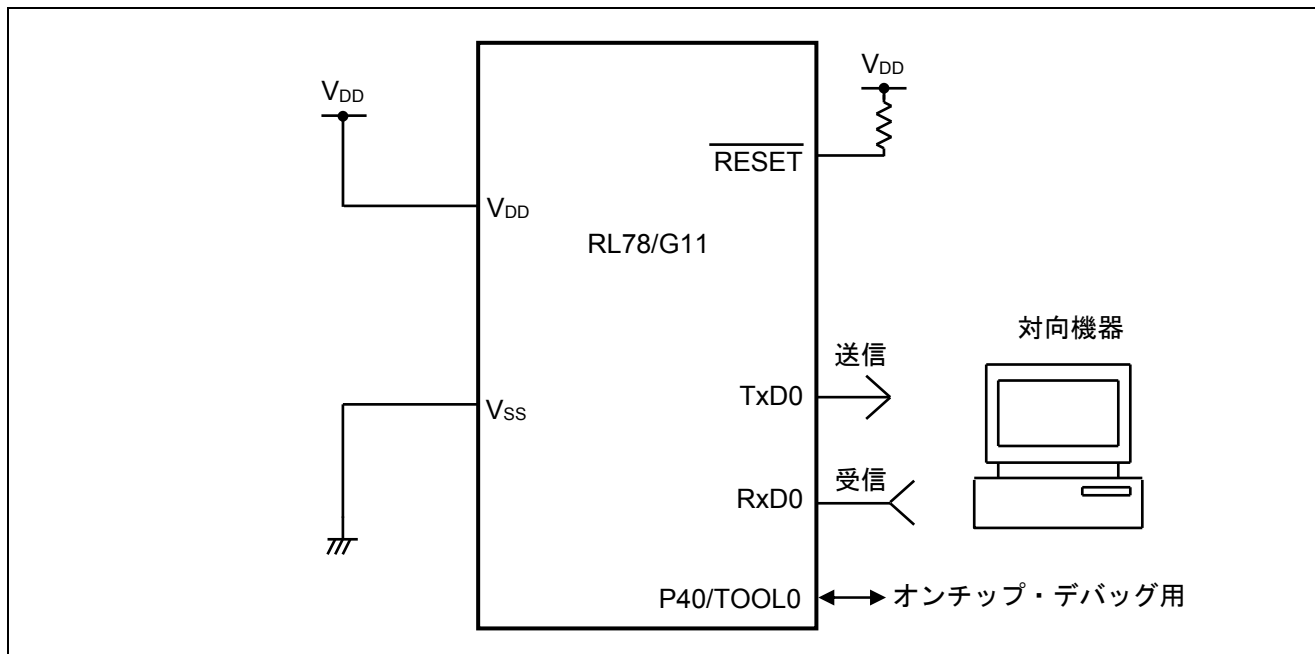 VDD
VDD
RESET
VDD
RL78/G11
対向機器
送信
TxD0
VSS
受信
RxD0
P40/TOOL0
オンチップ・デバッグ用